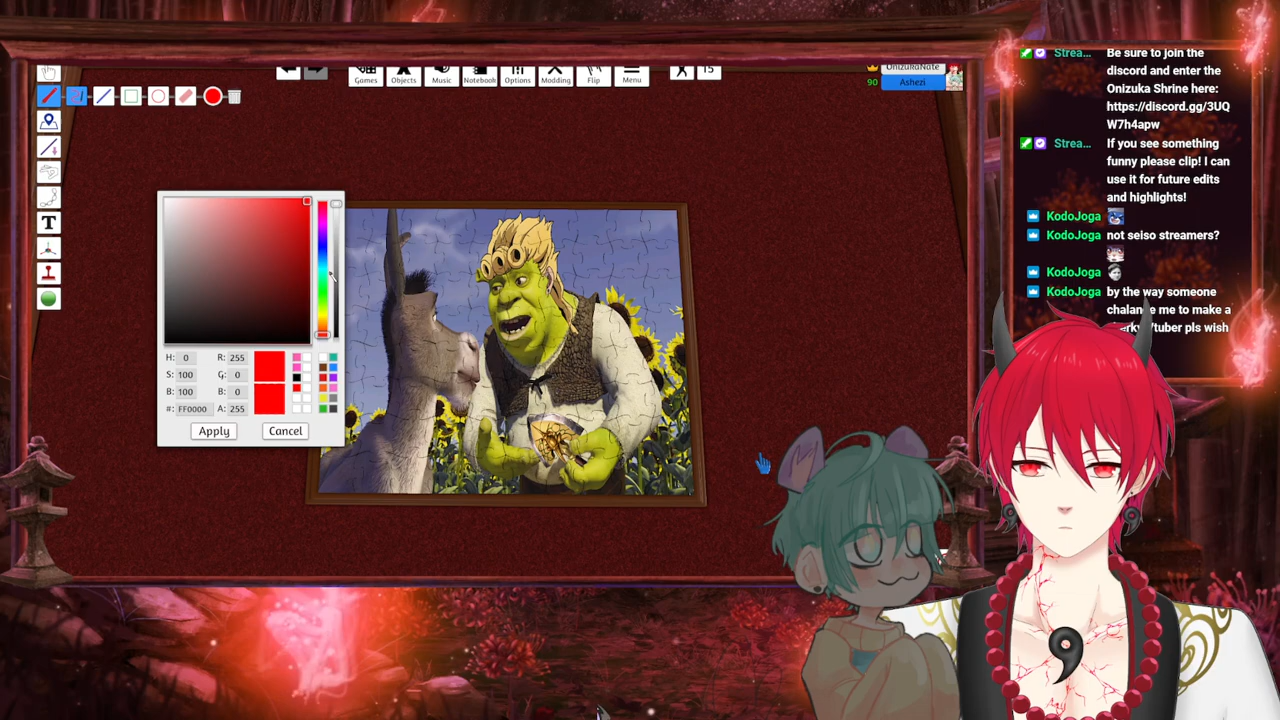 Games
Objects
Music
Notebook
Options
Modding
Flip
Menu
15
OnizukaNate
90 Ashezi
T
H: 0 R: 255
S: 100 G: 0
B: 100 B: 0
#: FF0000 A: 255
Apply Cancel
Strea... Be sure to join the
discord and enter the
Onizuka Shrine here:
https://discord.gg/3UQ
W7h4apw
Strea... If you see something
funny please clip! I can
use it for future edits
and highlights!
KodoJoga
KodoJoga not seiso streamers?
KodoJoga
KodoJoga by the way someone
chalange me to make a
pls wish